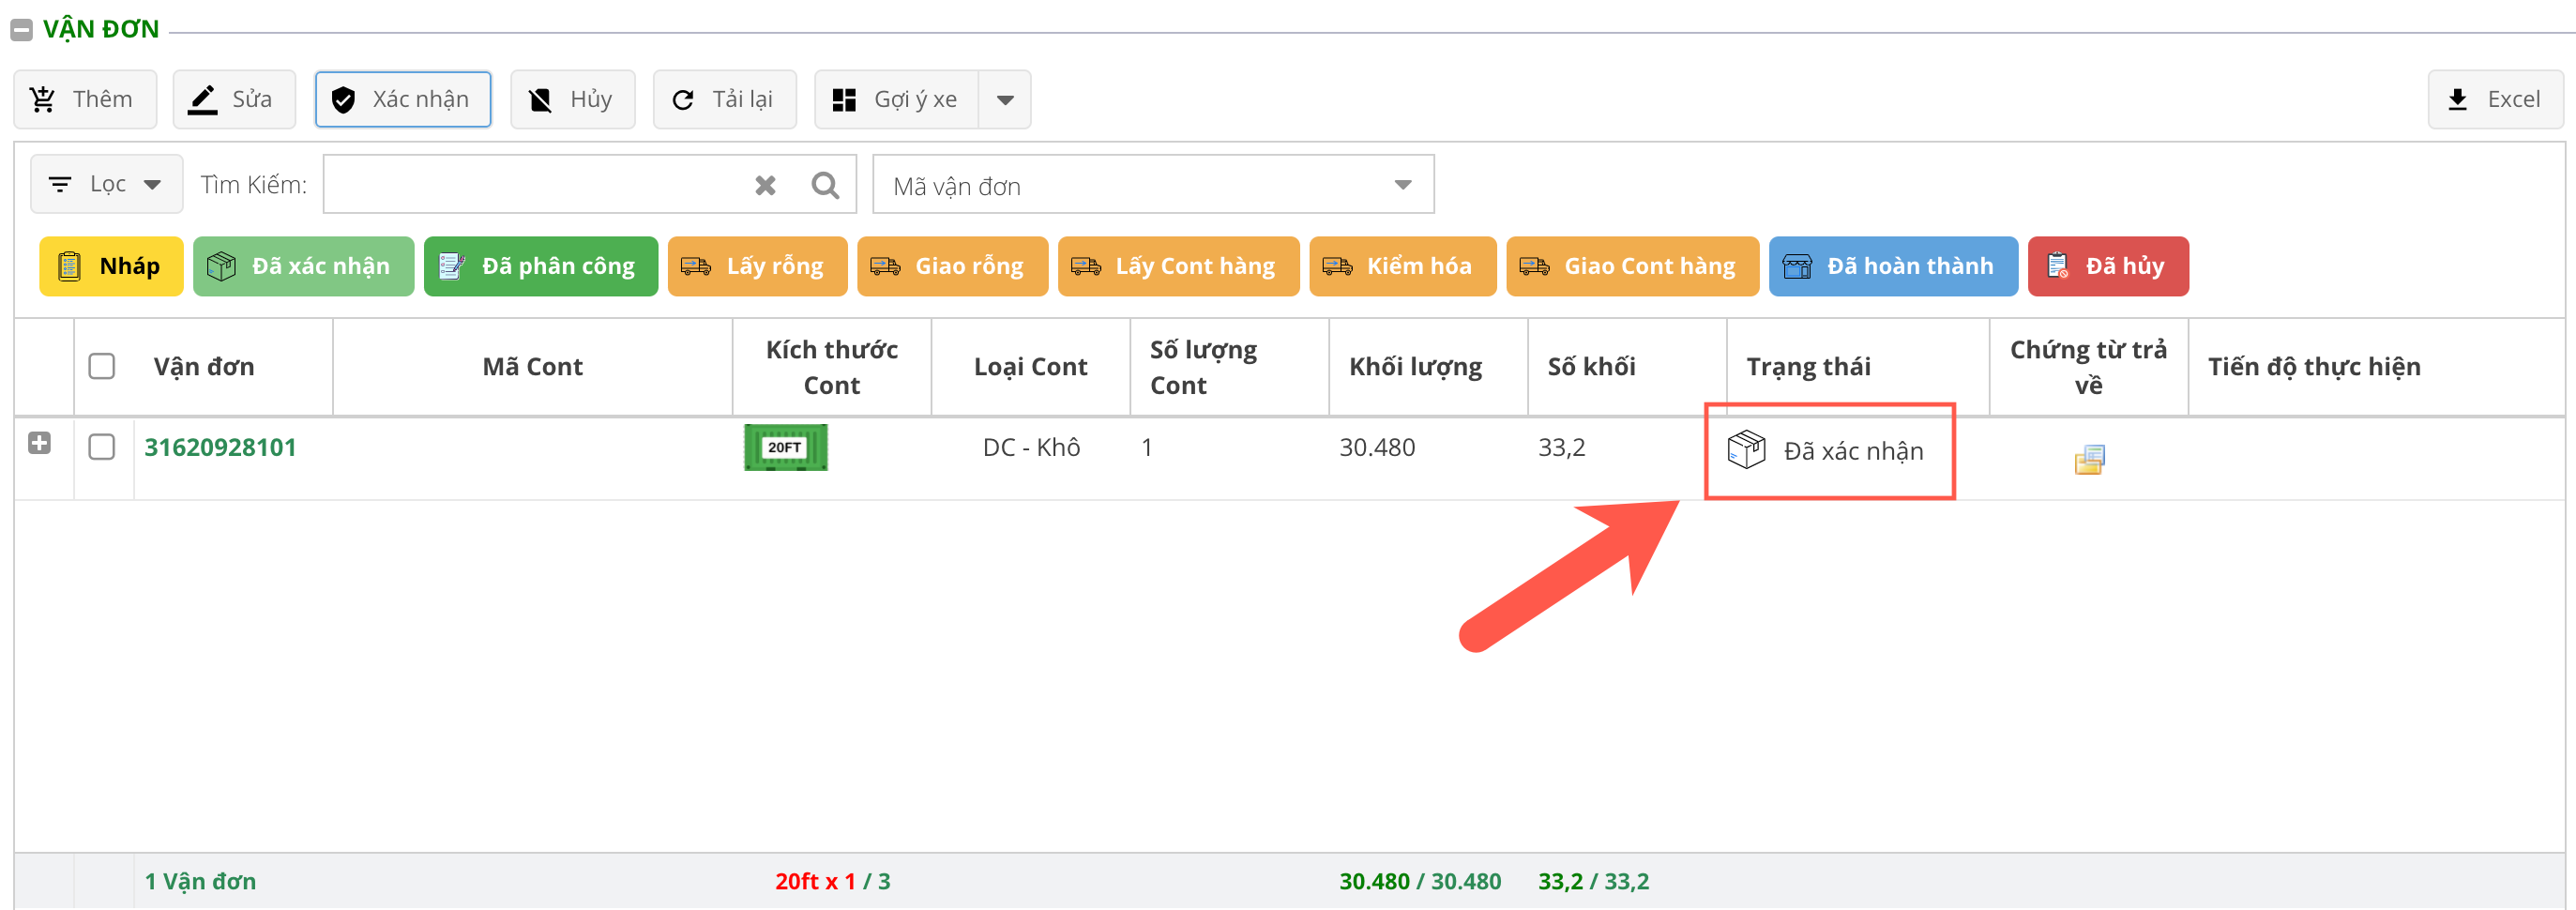 VẬN ĐƠN
Thêm Sửa Xác nhận Hủy Tải lại Gợi ý xe Excel
Lọc Tìm Kiếm: Mã vận đơn
Nháp Đã xác nhận Đã phân công Lấy rỗng Giao rỗng Lấy Cont hàng Kiểm hóa Giao Cont hàng Đã hoàn thành Đã hủy
Vận đơn Mã Cont Kích thước Cont Loại Cont Số lượng Cont Khối lượng Số khối Trạng thái Chứng từ trả về Tiến độ thực hiện
31620928101 20FT DC - Khô 1 30.480 33,2 Đã xác nhận
1 Vận đơn 20ft x 1 / 3 30.480 / 30.480 33,2 / 33,2